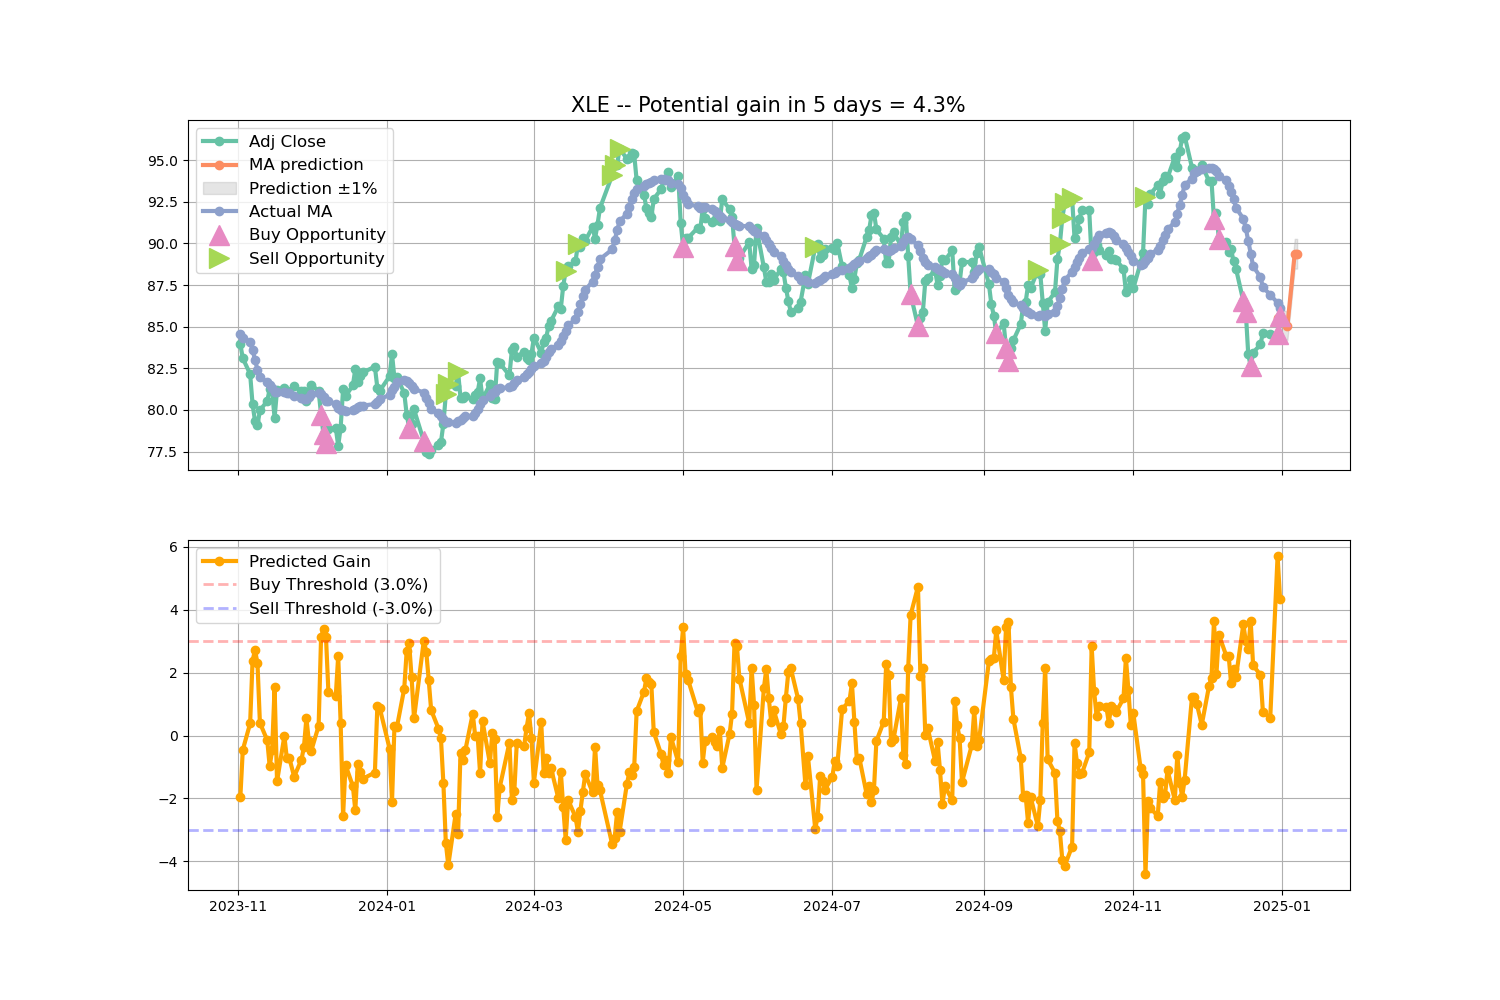 XLE -- Potential gain in 5 days = 4.3%
Adj Close
MA prediction
Prediction ±1%
Actual MA
Buy Opportunity
Sell Opportunity
95.0
92.5
90.0
87.5
85.0
82.5
80.0
77.5
Predicted Gain
Buy Threshold (3.0%)
Sell Threshold (-3.0%)
6
4
2
0
−2
−4
2023-11 2024-01 2024-03 2024-05 2024-07 2024-09 2024-11 2025-01